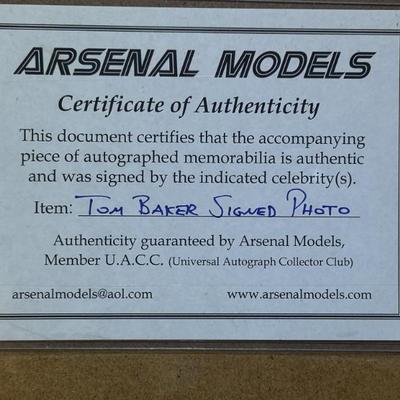 ARSENAL MODELS
Certificate of Authenticity
This document certifies that the accompanying
piece of autographed memorabilia is authentic
and was signed by the indicated celebrity(s).
Item: TOM BAKER SIGNED PHOTO
Authenticity guaranteed by Arsenal Models,
Member U.A.C.C. (Universal Autograph Collector Club)
arsenalmodels@aol.com www.arsenalmodels.com